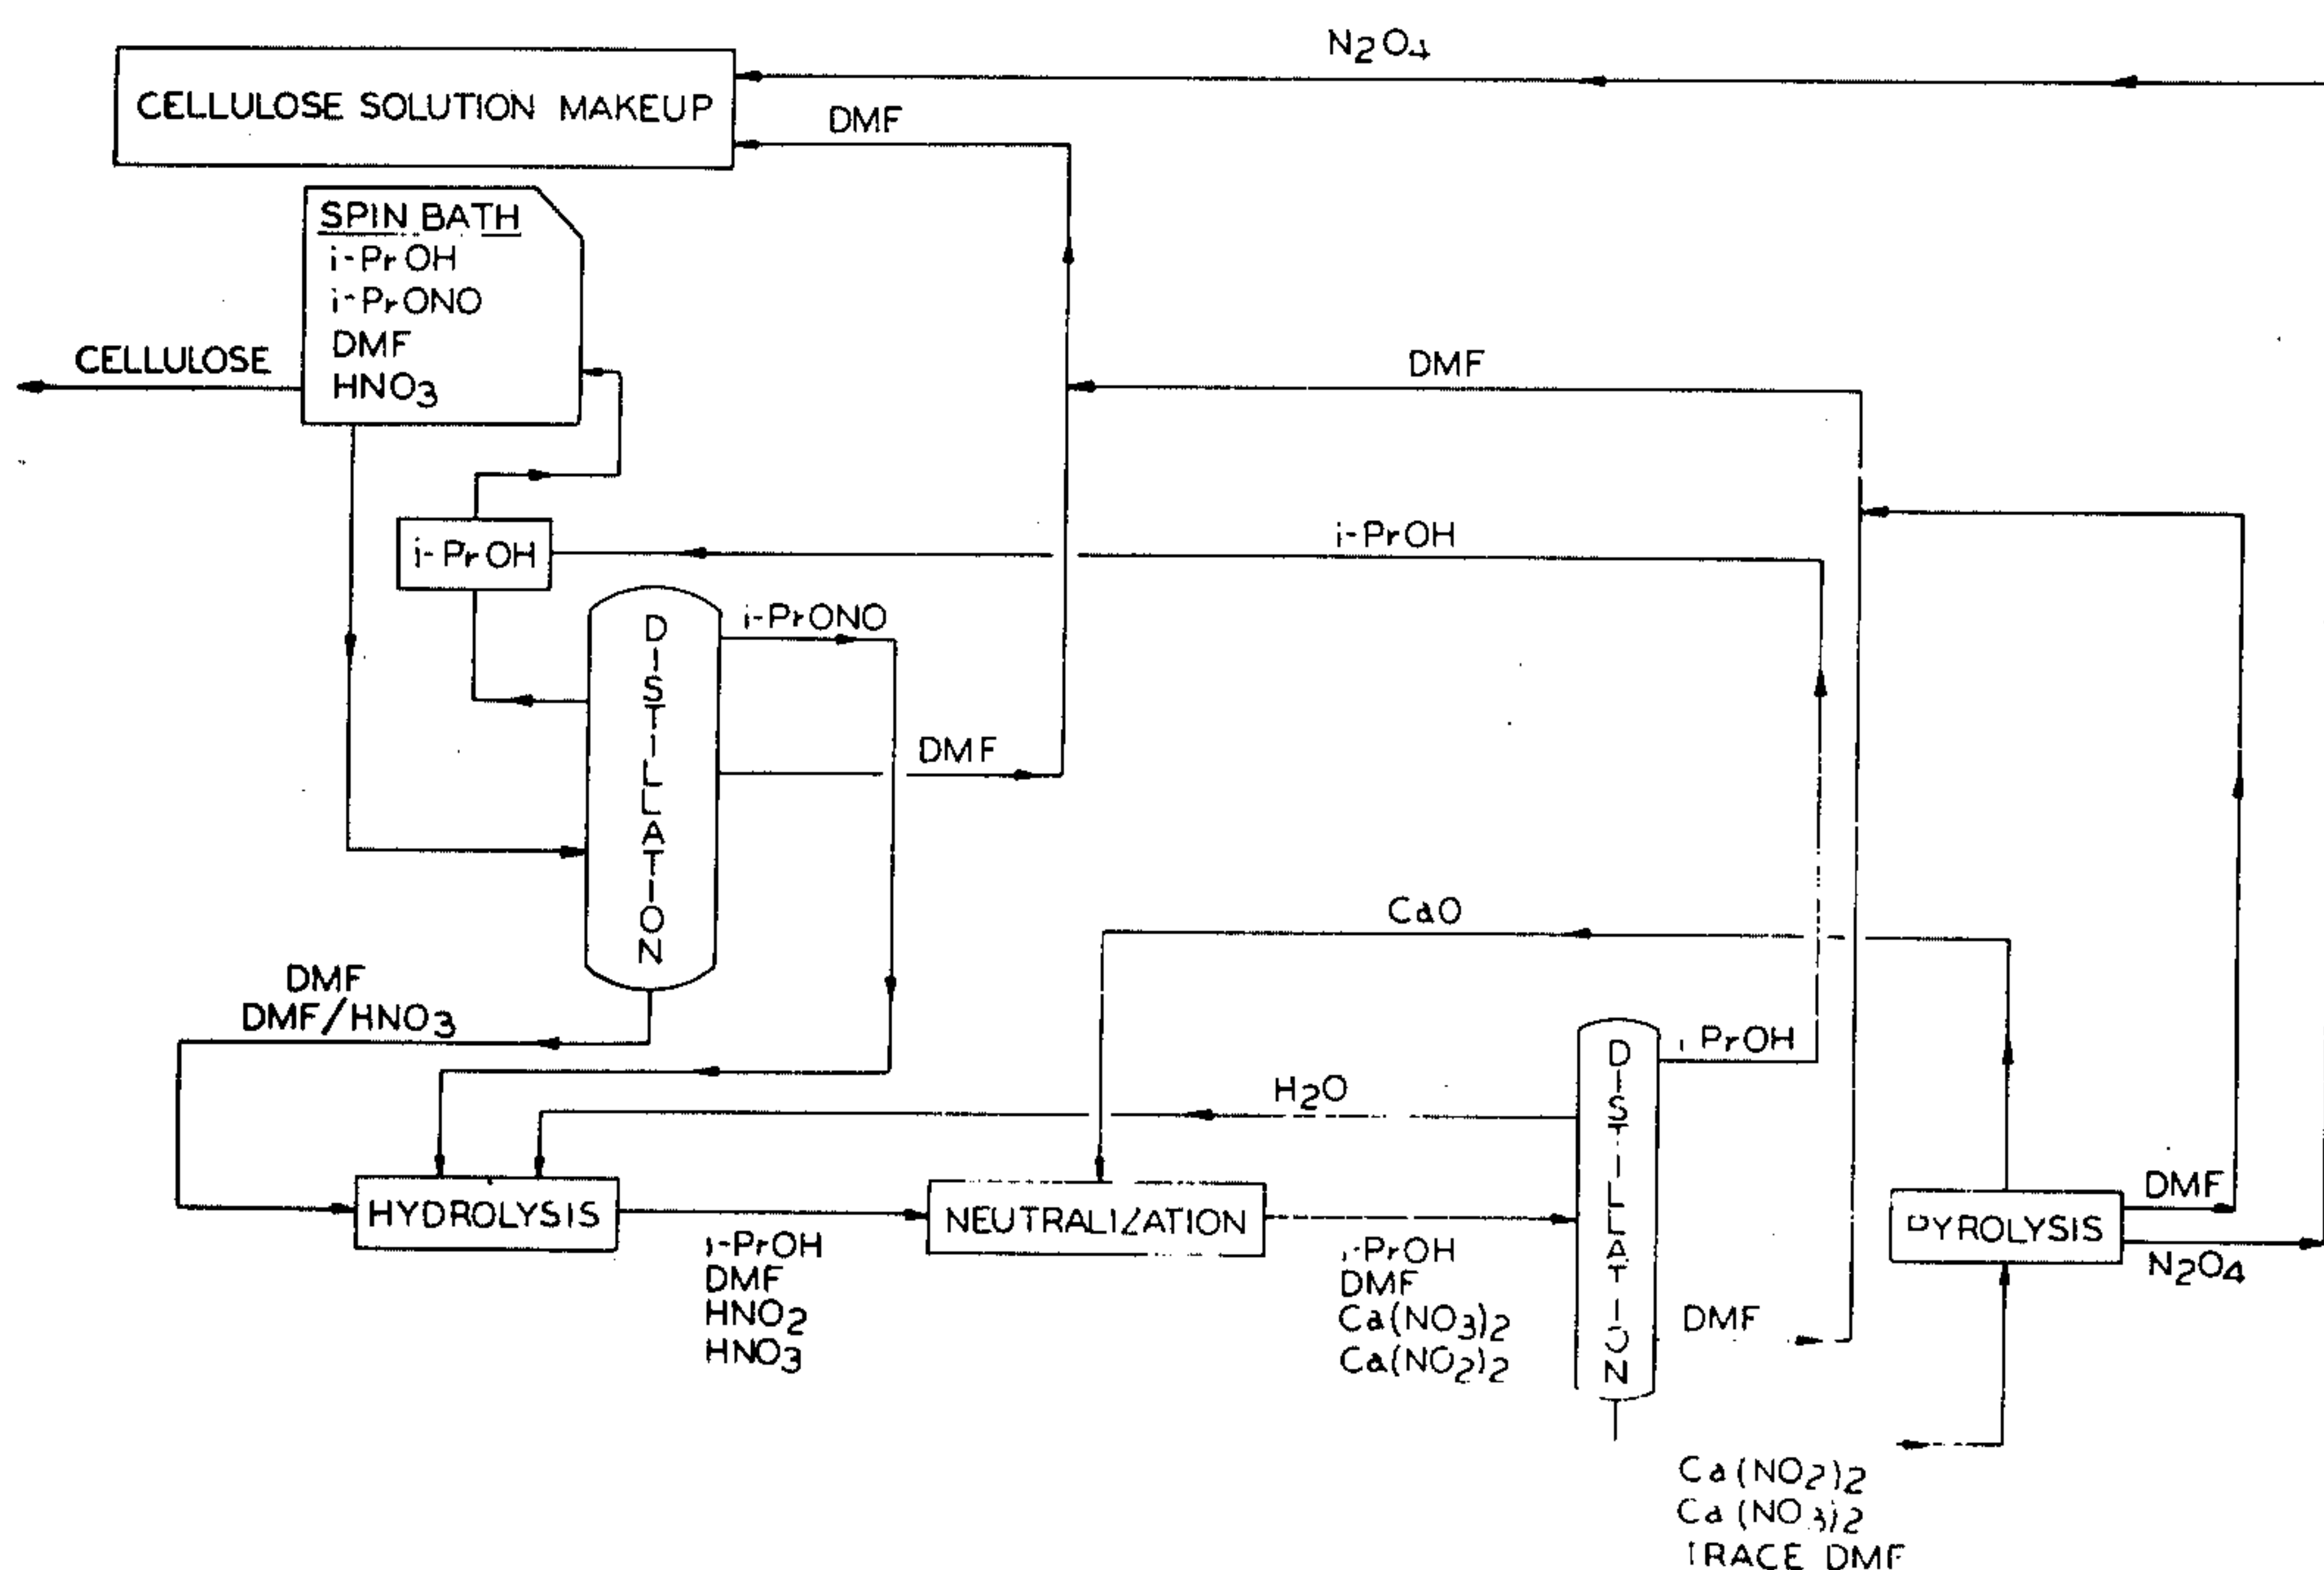 N2O4
CELLULOSE SOLUTION MAKEUP
DMF
SPIN BATH
i-PrOH
i-PrONO
DMF
HNO3
CELLULOSE
DMF
i-PrOH
i-PrOH
DISTILLATION
i-PrONO
DMF
CaO
DMF
DMF/HNO3
DISTILLATION
i PrOH
H2O
HYDROLYSIS
NEUTRALIZATION
PYROLYSIS
DMF
N2O4
i-PrOH
DMF
HNO2
HNO3
i-PrOH
DMF
Ca(NO3)2
Ca(NO2)2
DMF
Ca(NO2)2
Ca(NO3)2
TRACE DMF